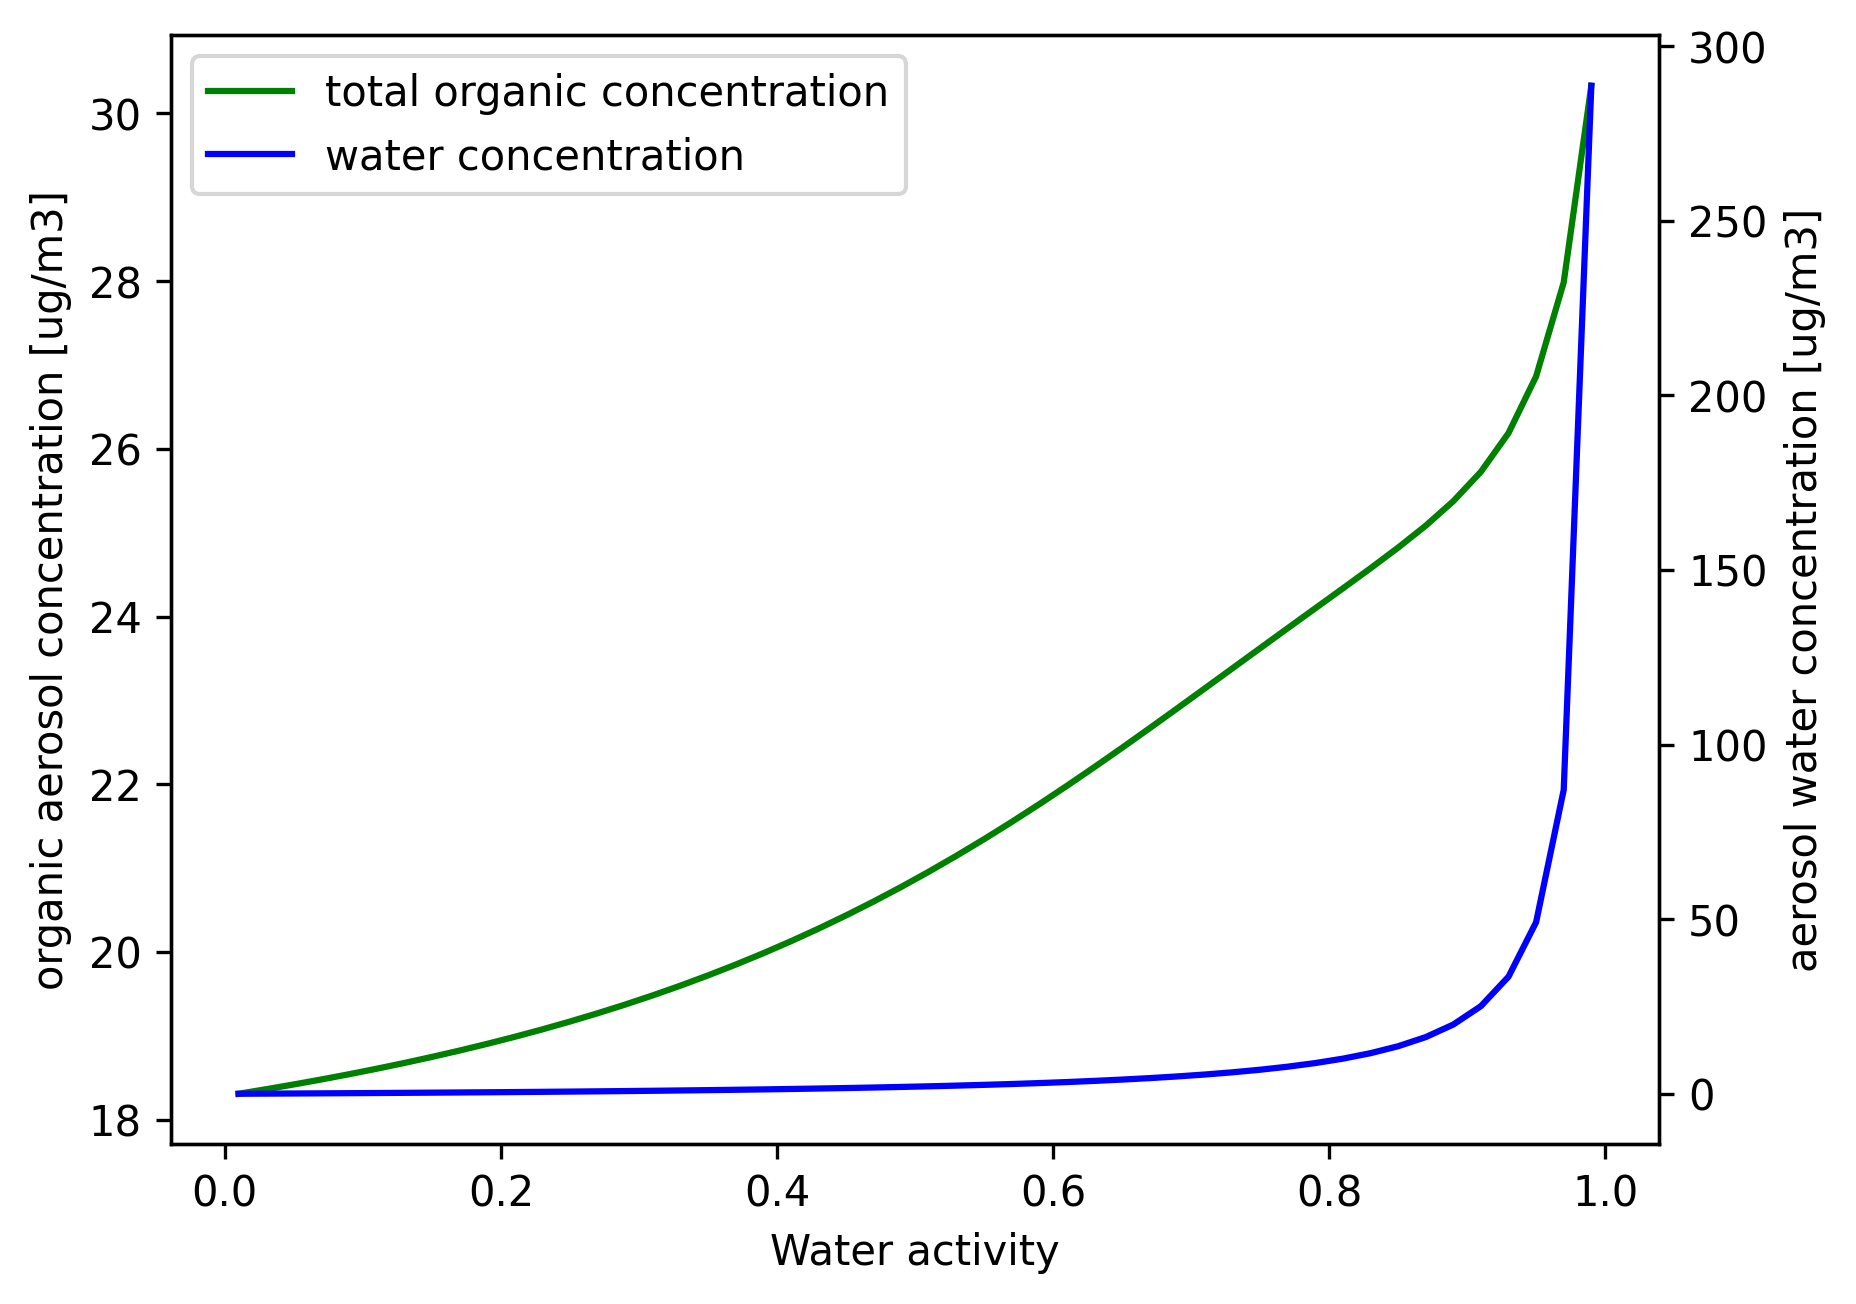 total organic concentration
water concentration
organic aerosol concentration [ug/m3]
30
28
26
24
22
20
18
300
250
200
150
100
50
0
aerosol water concentration [ug/m3]
0.0 0.2 0.4 0.6 0.8 1.0
Water activity